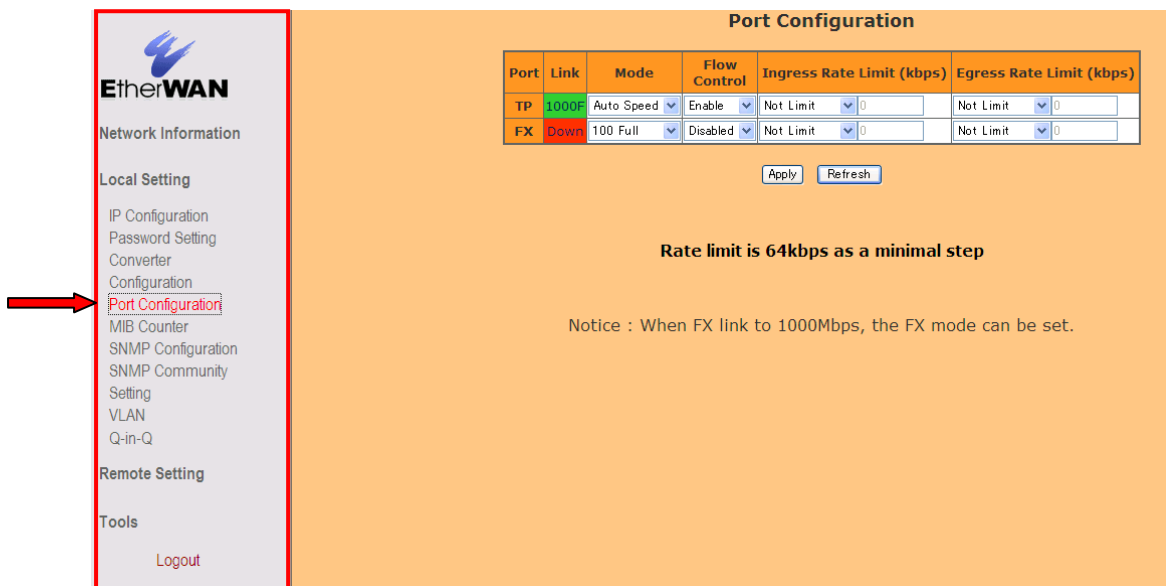 EtherWAN
Network Information
Local Setting
IP Configuration
Password Setting
Converter
Configuration
Port Configuration
MIB Counter
SNMP Configuration
SNMP Community
Setting
VLAN
Q-in-Q
Remote Setting
Tools
Logout
Port Configuration
Port Link Mode Flow Control Ingress Rate Limit (kbps) Egress Rate Limit (kbps)
TP 1000F Auto Speed Enable Not Limit 0 Not Limit 0
FX Down 100 Full Disabled Not Limit 0 Not Limit 0
Apply Refresh
Rate limit is 64kbps as a minimal step
Notice : When FX link to 1000Mbps, the FX mode can be set.